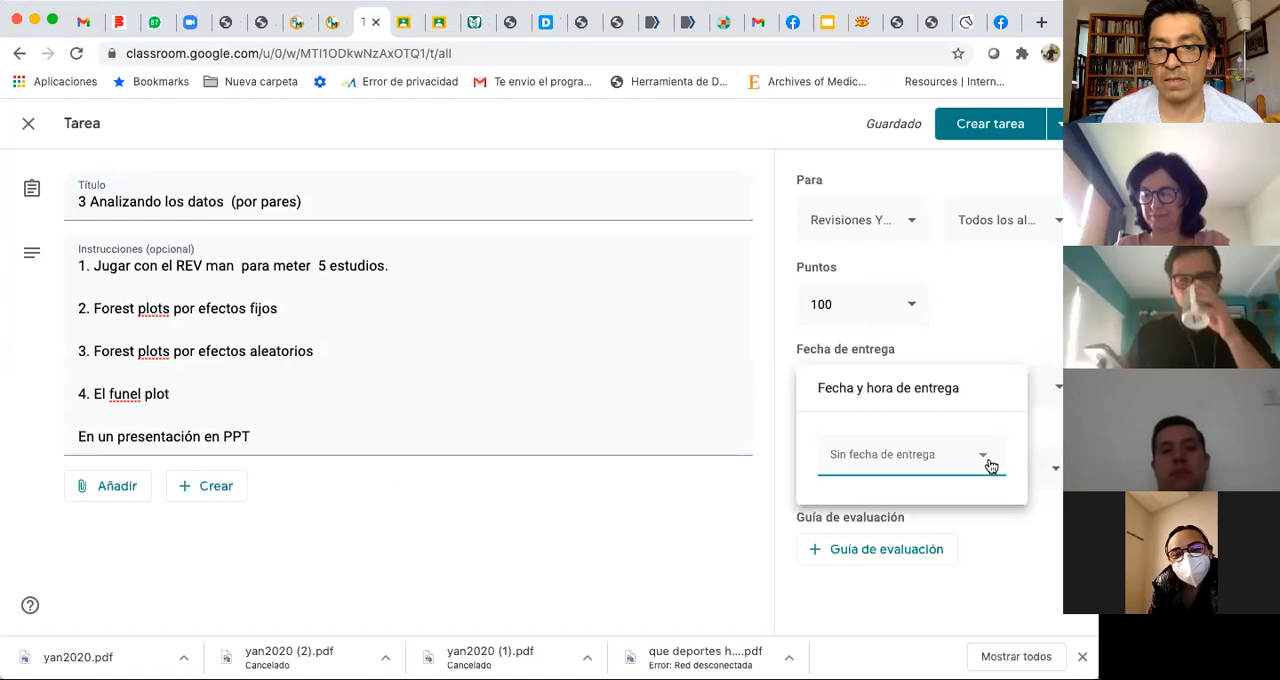 T
classroom.google.com/u/0/w/MTI1ODkwNzAxOTQ1/t/all
Aplicaciones
Bookmarks
Nueva carpeta
Error de privacidad
Te envio el progra...
Herramienta de D...
Archives of Medic...
Resources | Intern...
Tarea
Guardado
Crear tarea
Título
3 Analizando los datos (por pares)
Instrucciones (opcional)
1. Jugar con el REV man para meter 5 estudios.
2. Forest plots por efectos fijos
3. Forest plots por efectos aleatorios
4. El funel plot
En un presentación en PPT
Añadir
Crear
Para
Revisiones Y...
Todos los al...
Puntos
100
Fecha de entrega
Fecha y hora de entrega
Sin fecha de entrega
Guía de evaluación
Guía de evaluación
yan2020.pdf
yan2020 (2).pdf
Cancelado
yan2020 (1).pdf
Cancelado
que deportes h....pdf
Error: Red desconectada
Mostrar todos